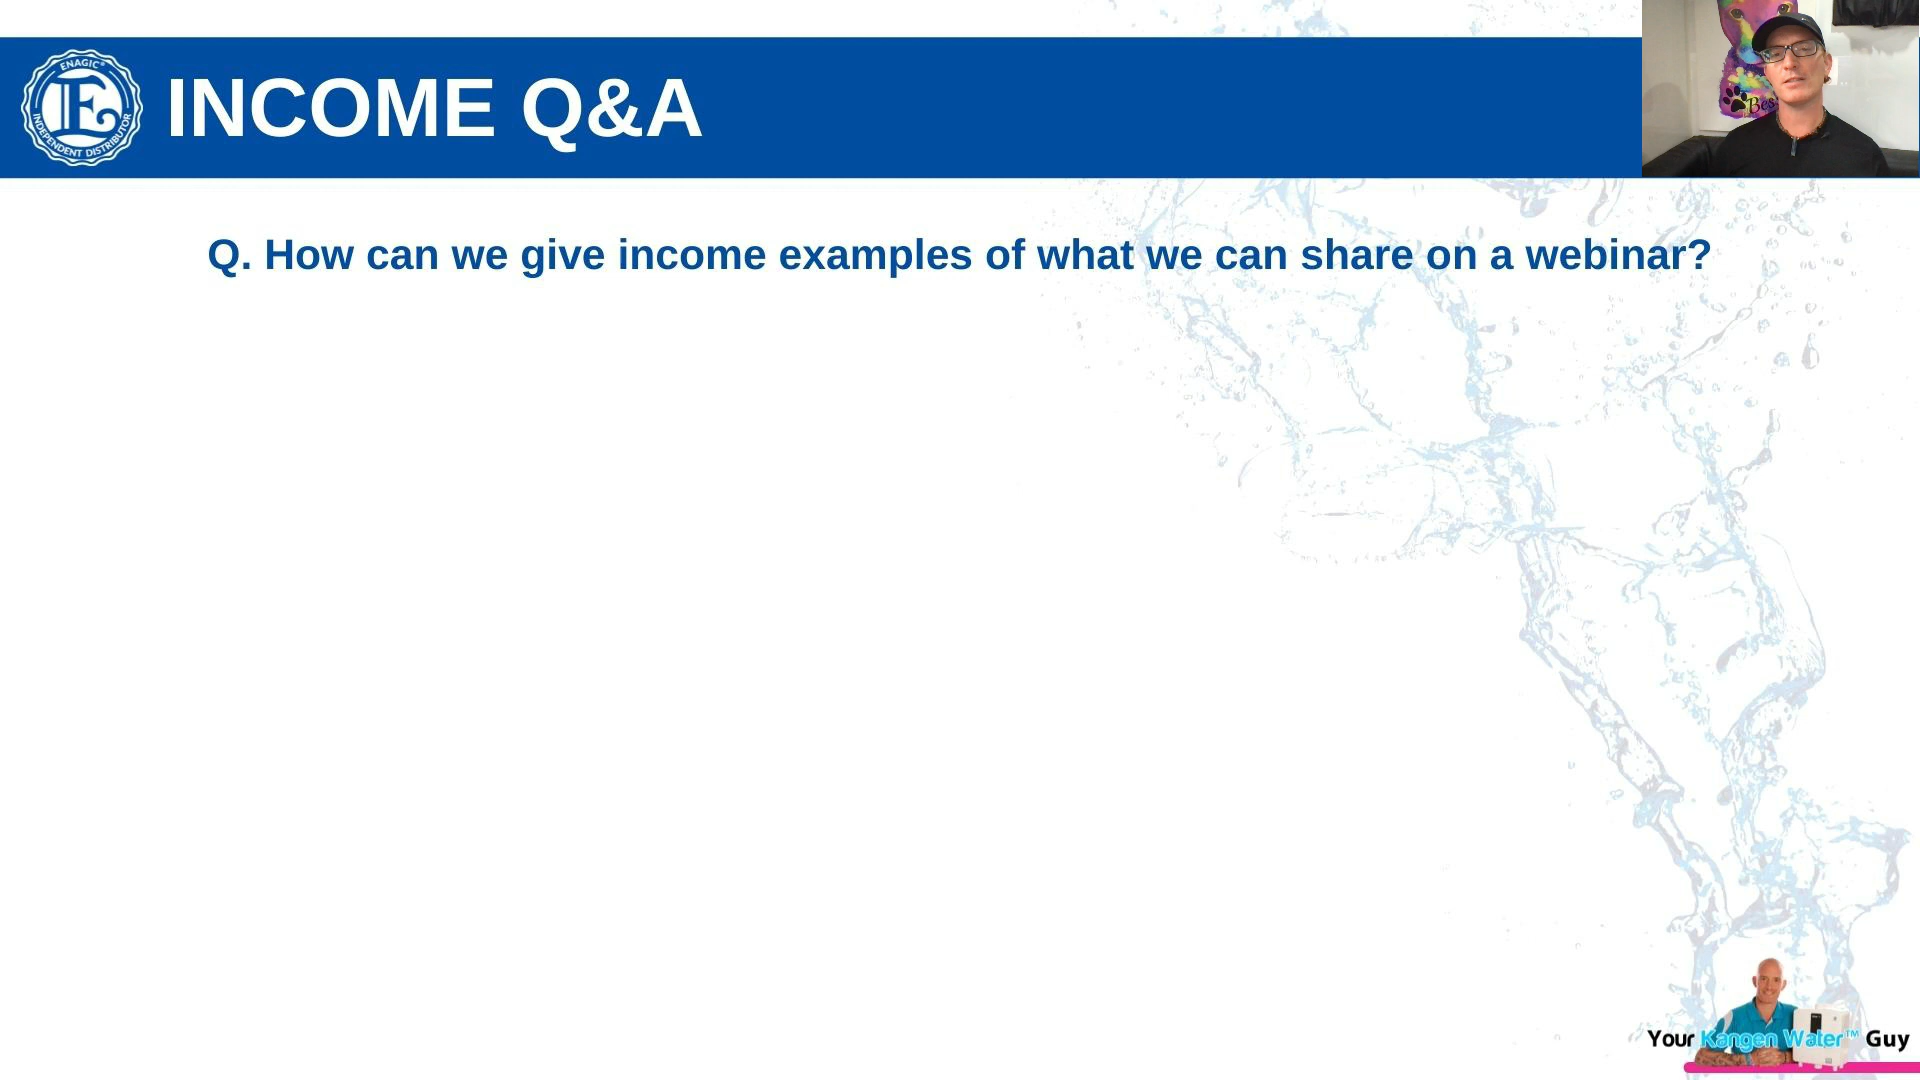 ENAGIC®
E
INDEPENDENT DISTRIBUTOR
INCOME Q&A
Bes
Q. How can we give income examples of what we can share on a webinar?
Your Kangen Water™ Guy